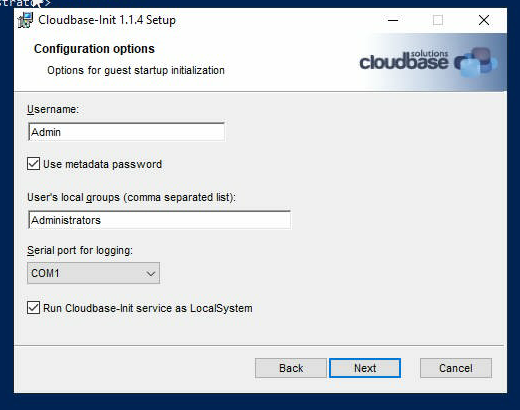 strator>
Cloudbase-Init 1.1.4 Setup
Configuration options
Options for guest startup initialization
cloudbase solutions
Username:
Admin
Use metadata password
User's local groups (comma separated list):
Administrators
Serial port for logging:
COM1
Run Cloudbase-Init service as LocalSystem
Back Next Cancel